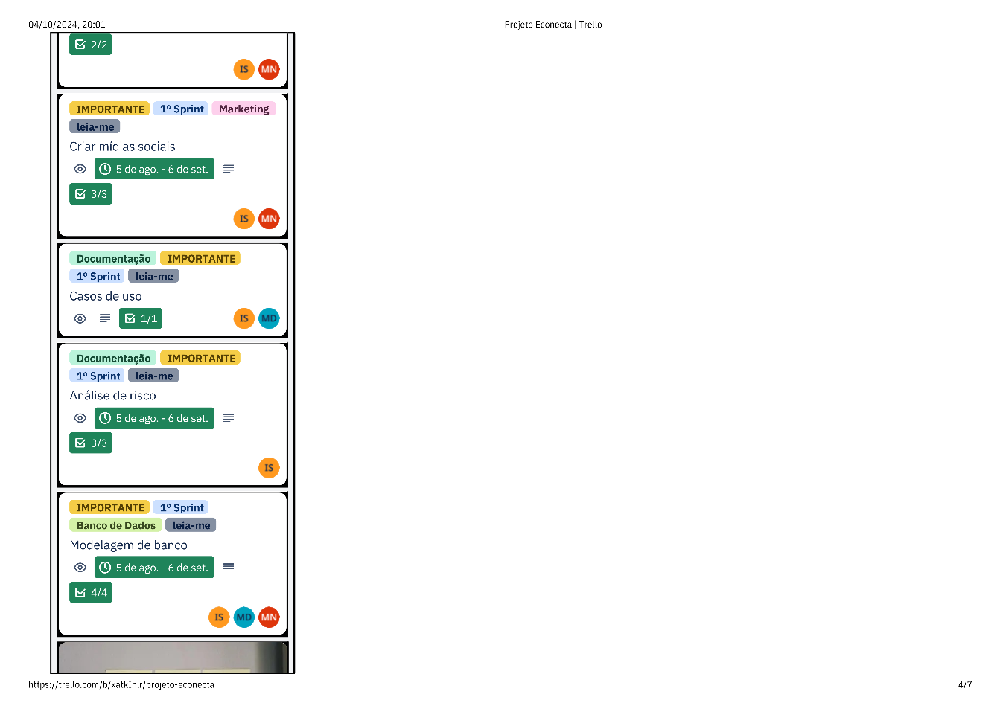 04/10/2024, 20:01
Projeto Econecta | Trello
2/2
IS MN
IMPORTANTE 1º Sprint Marketing
leia-me
Criar mídias sociais
5 de ago. - 6 de set.
3/3
IS MN
Documentação IMPORTANTE
1º Sprint leia-me
Casos de uso
1/1 IS MD
Documentação IMPORTANTE
1º Sprint leia-me
Análise de risco
5 de ago. - 6 de set.
3/3
IS
IMPORTANTE 1º Sprint
Banco de Dados leia-me
Modelagem de banco
5 de ago. - 6 de set.
4/4
IS MD MN
https://trello.com/b/xatkIhlr/projeto-econecta
4/7